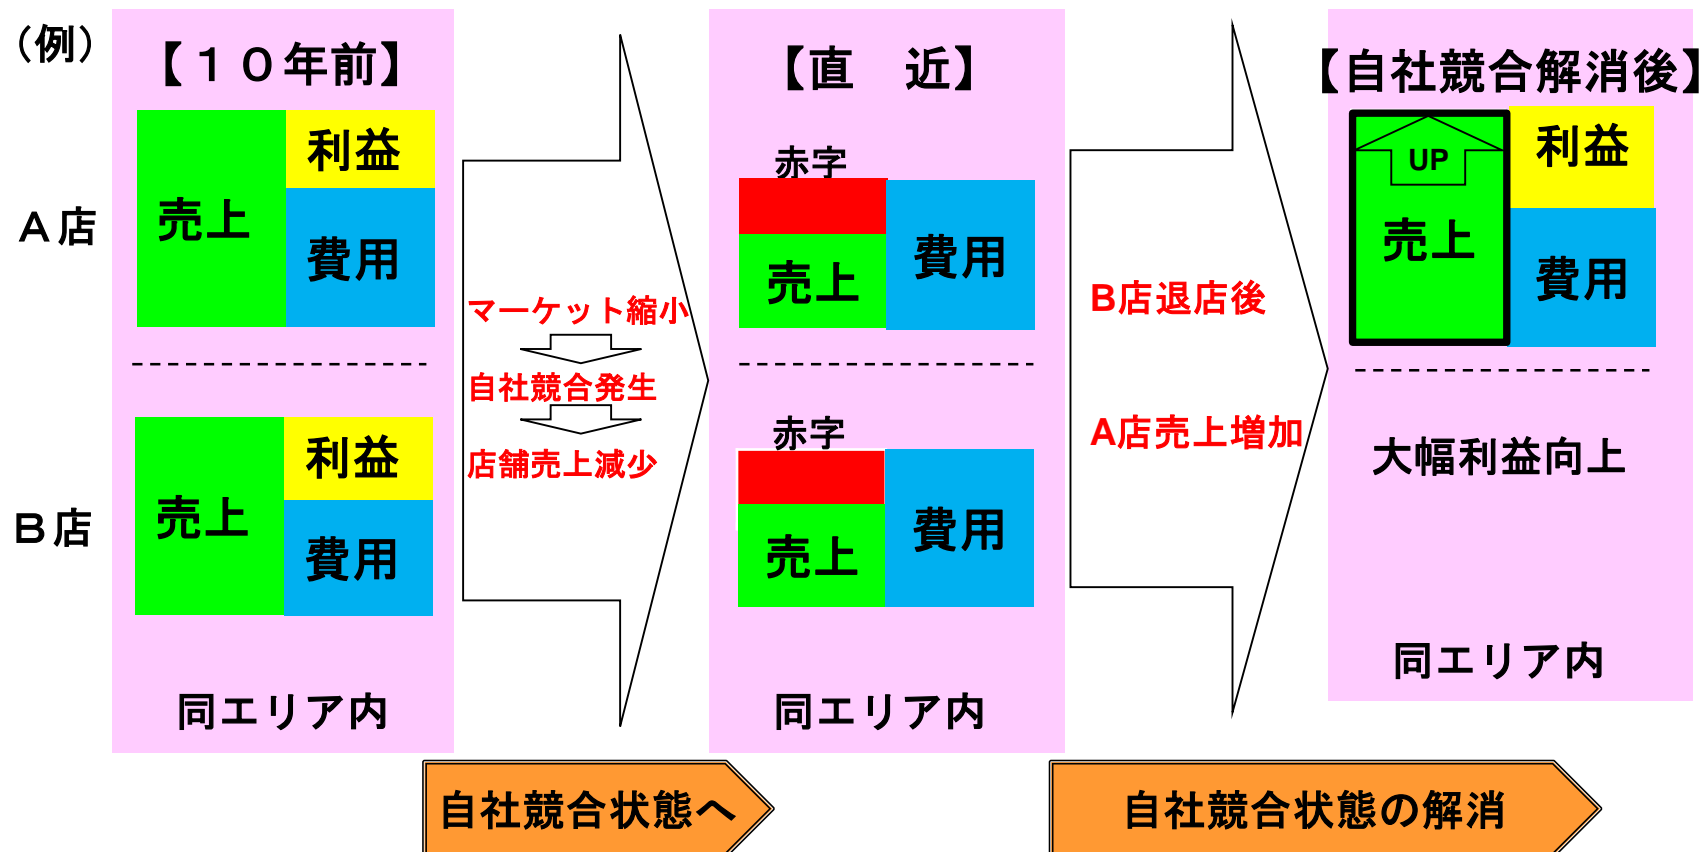 (例)
【１０年前】
A店
売上
利益
費用
B店
売上
利益
費用
同エリア内
マーケット縮小
自社競合発生
店舗売上減少
【直　近】
赤字
売上
費用
赤字
売上
費用
同エリア内
B店退店後
A店売上増加
【自社競合解消後】
UP
売上
利益
費用
大幅利益向上
同エリア内
自社競合状態へ
自社競合状態の解消